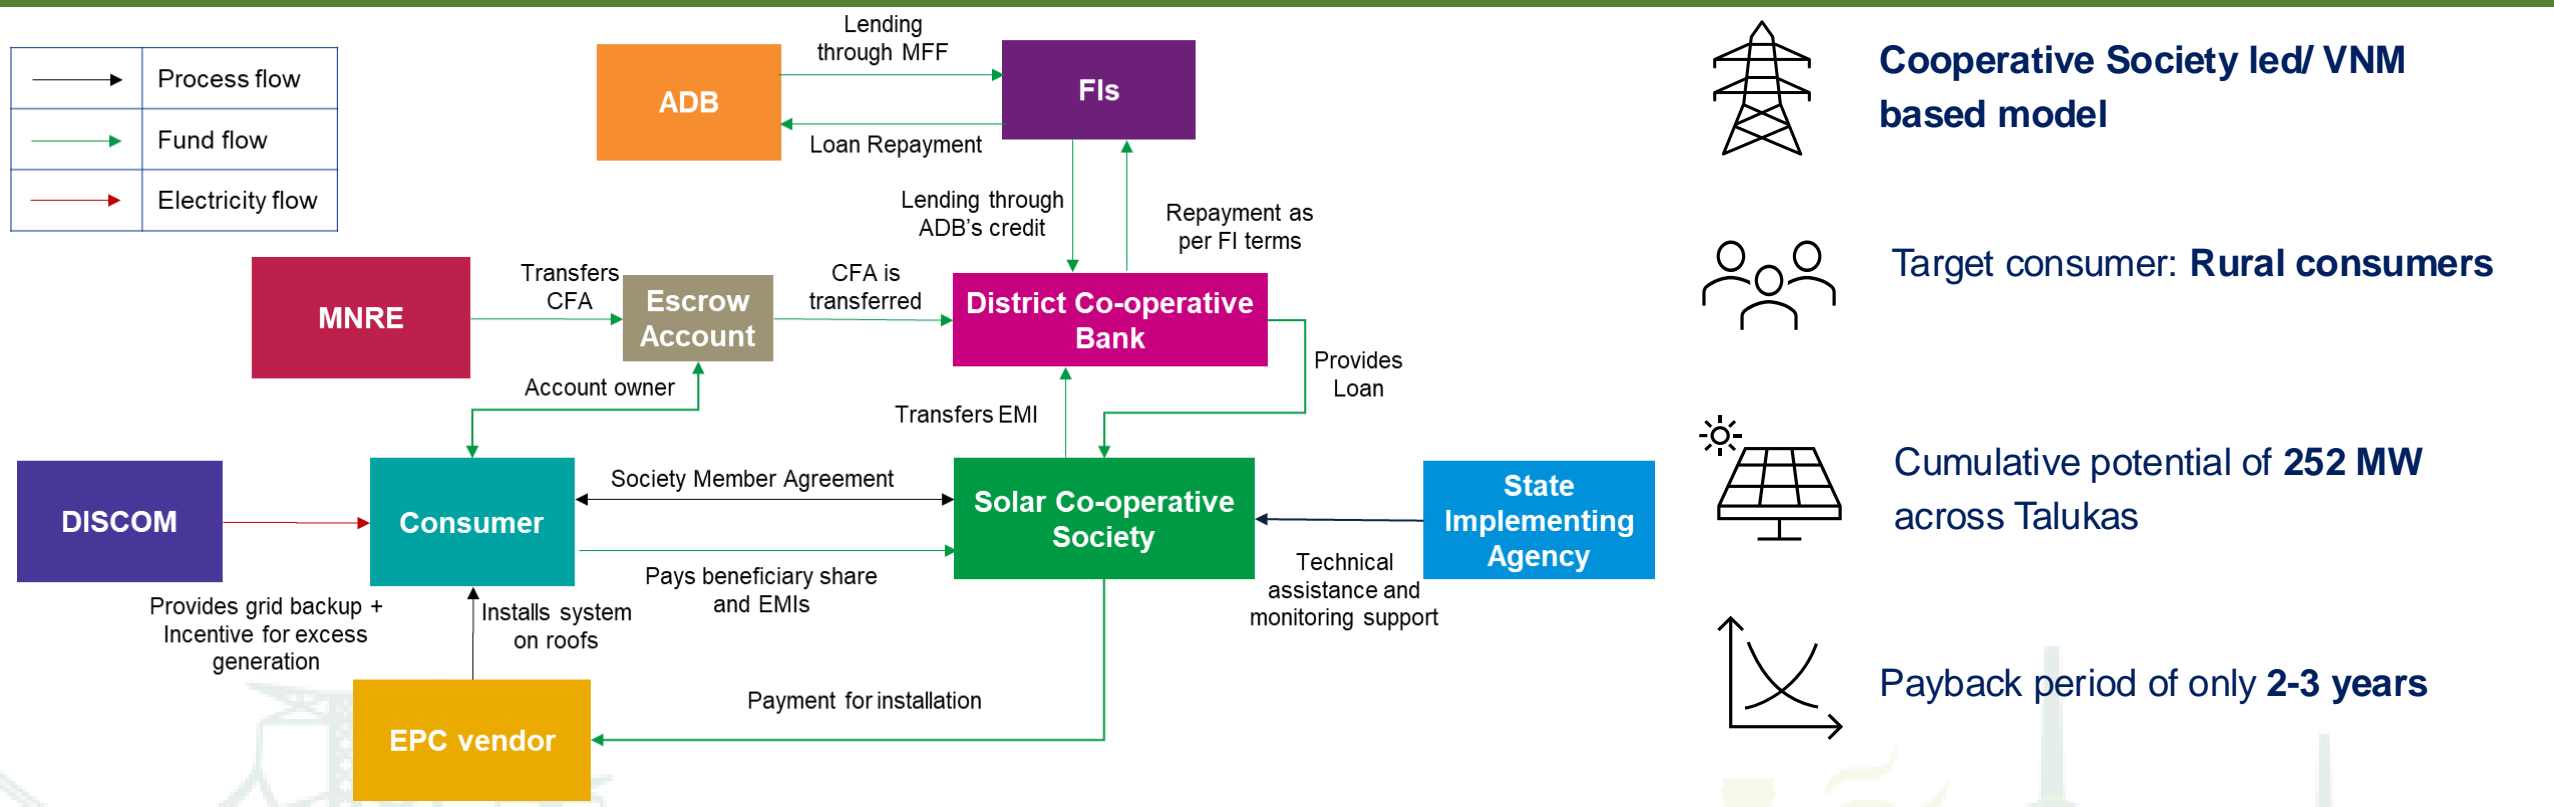 Process flow
Fund flow
Electricity flow
Lending
through MFF
ADB
FIs
Loan Repayment
Lending through
ADB's credit
Repayment as
per FI terms
MNRE
Transfers
CFA
Escrow
Account
CFA is
transferred
District Co-operative
Bank
Account owner
Transfers EMI
Provides
Loan
DISCOM
Consumer
Society Member Agreement
Solar Co-operative
Society
State
Implementing
Agency
Pays beneficiary share
and EMIs
Technical
assistance and
monitoring support
Provides grid backup +
Incentive for excess
generation
Installs system
on roofs
EPC vendor
Payment for installation
Cooperative Society led/ VNM
based model
Target consumer: Rural consumers
Cumulative potential of 252 MW
across Talukas
Payback period of only 2-3 years